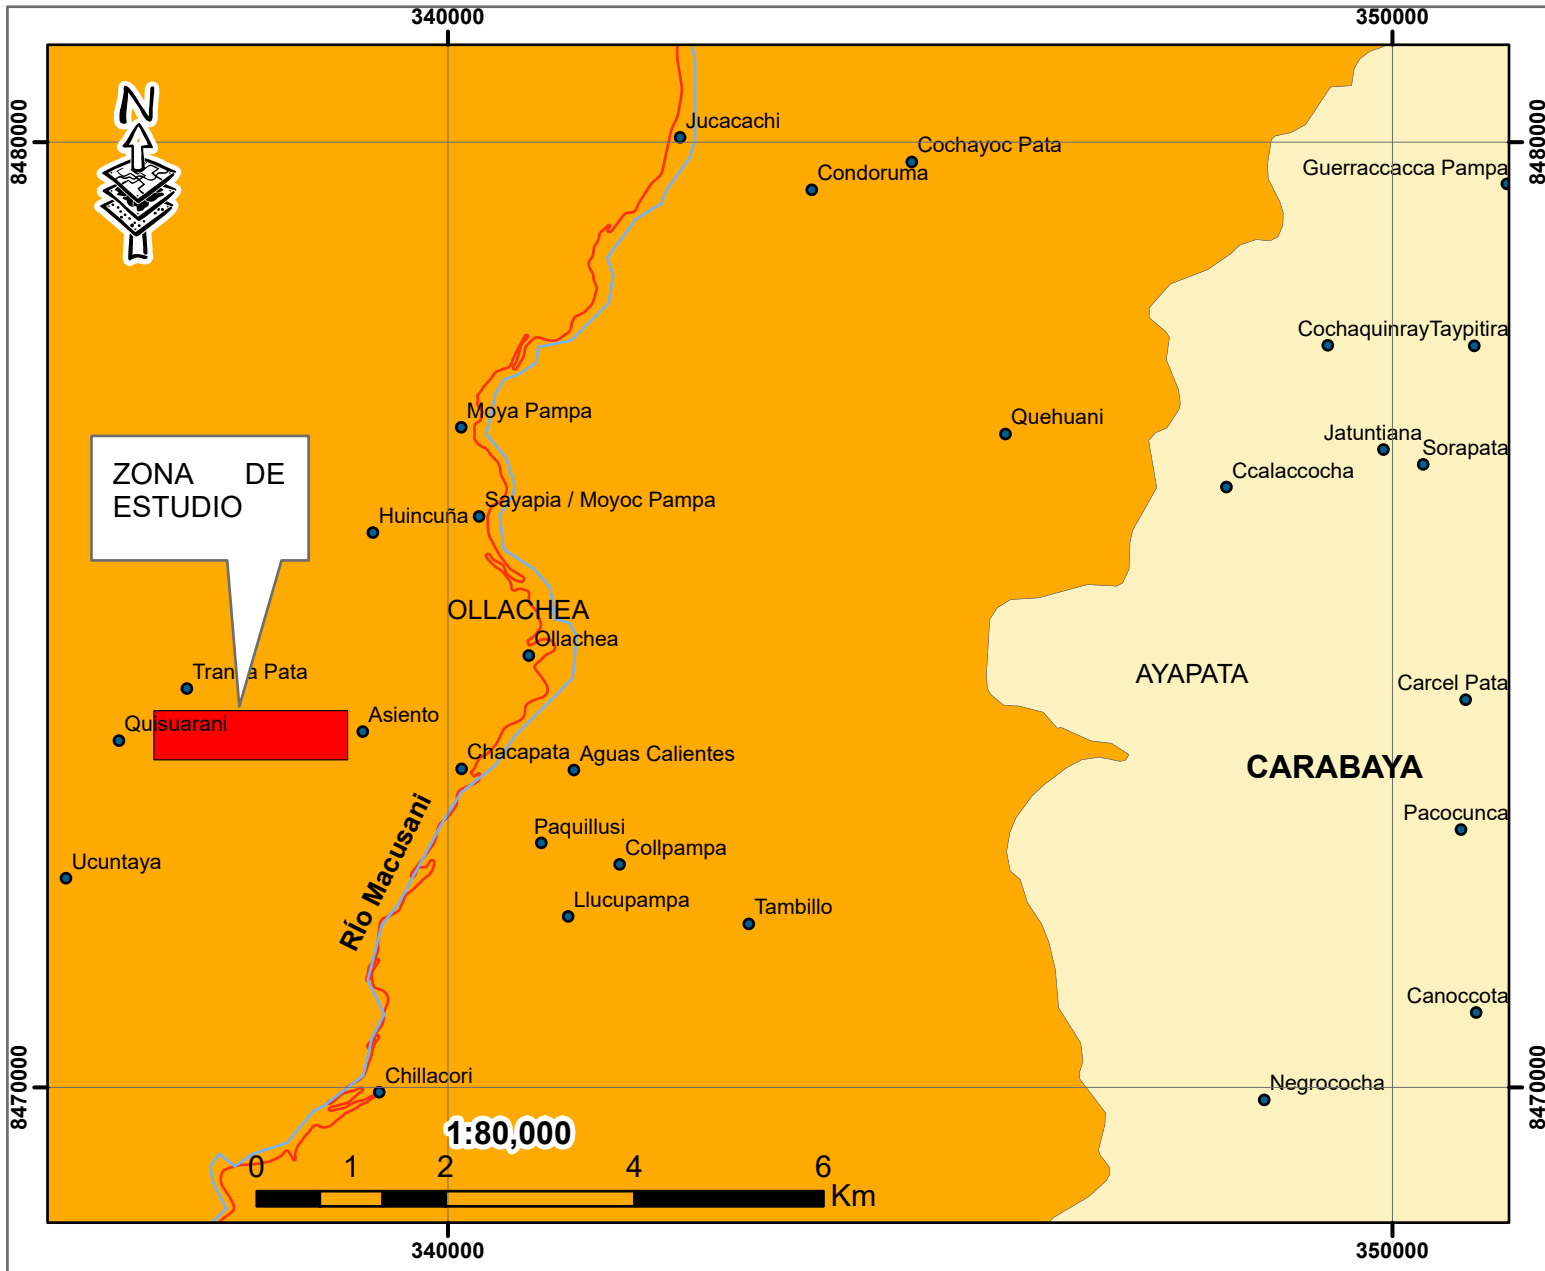 340000
350000
8480000
8480000
N
Jucacachi
Cochayoc Pata
Condoruma
Guerraccacca Pampa
Cochaquinray
Taypitira
Moya Pampa
Quehuani
Jatuntiana
Sorapata
Ccalaccocha
ZONA DE
ESTUDIO
Sayapia / Moyoc Pampa
Huincuña
OLLACHEA
Ollachea
Pata
AYAPATA
Carcel Pata
Quisuarani
Asiento
Chacapata
Aguas Calientes
CARABAYA
Río Macusani
Paquillusi
Collpampa
Pacocunca
Ucuntaya
Llucupampa
Tambillo
Canoccota
Chillacori
Negrococha
8470000
8470000
1:80,000
0 1 2 4 6
Km
340000
350000